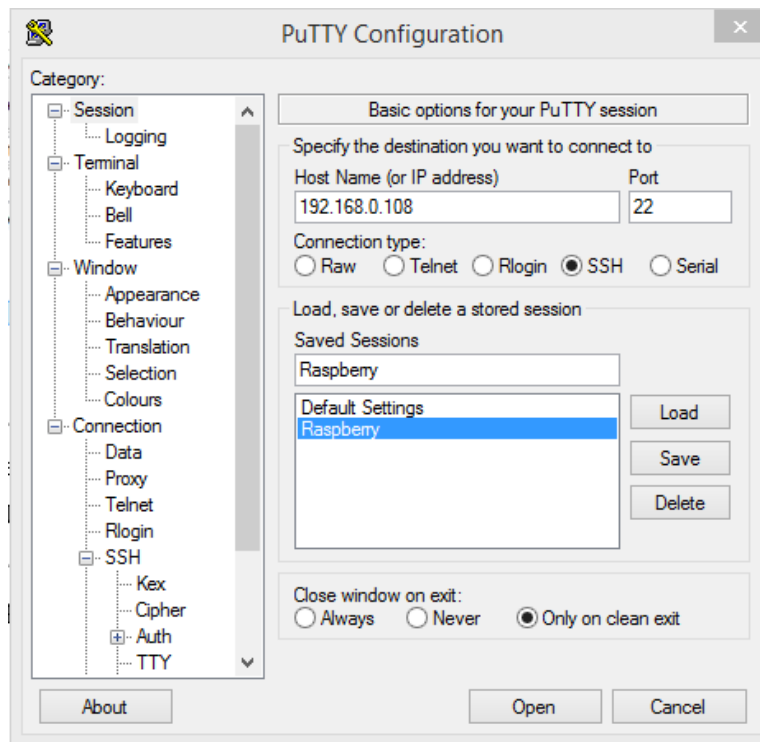 PuTTY Configuration
Category:
Session
Logging
Terminal
Keyboard
Bell
Features
Window
Appearance
Behaviour
Translation
Selection
Colours
Connection
Data
Proxy
Telnet
Rlogin
SSH
Kex
Cipher
Auth
TTY
Basic options for your PuTTY session
Specify the destination you want to connect to
Host Name (or IP address) Port
192.168.0.108 22
Connection type:
Raw Telnet Rlogin SSH Serial
Load, save or delete a stored session
Saved Sessions
Raspberry
Default Settings
Raspberry
Load
Save
Delete
Close window on exit:
Always Never Only on clean exit
About Open Cancel